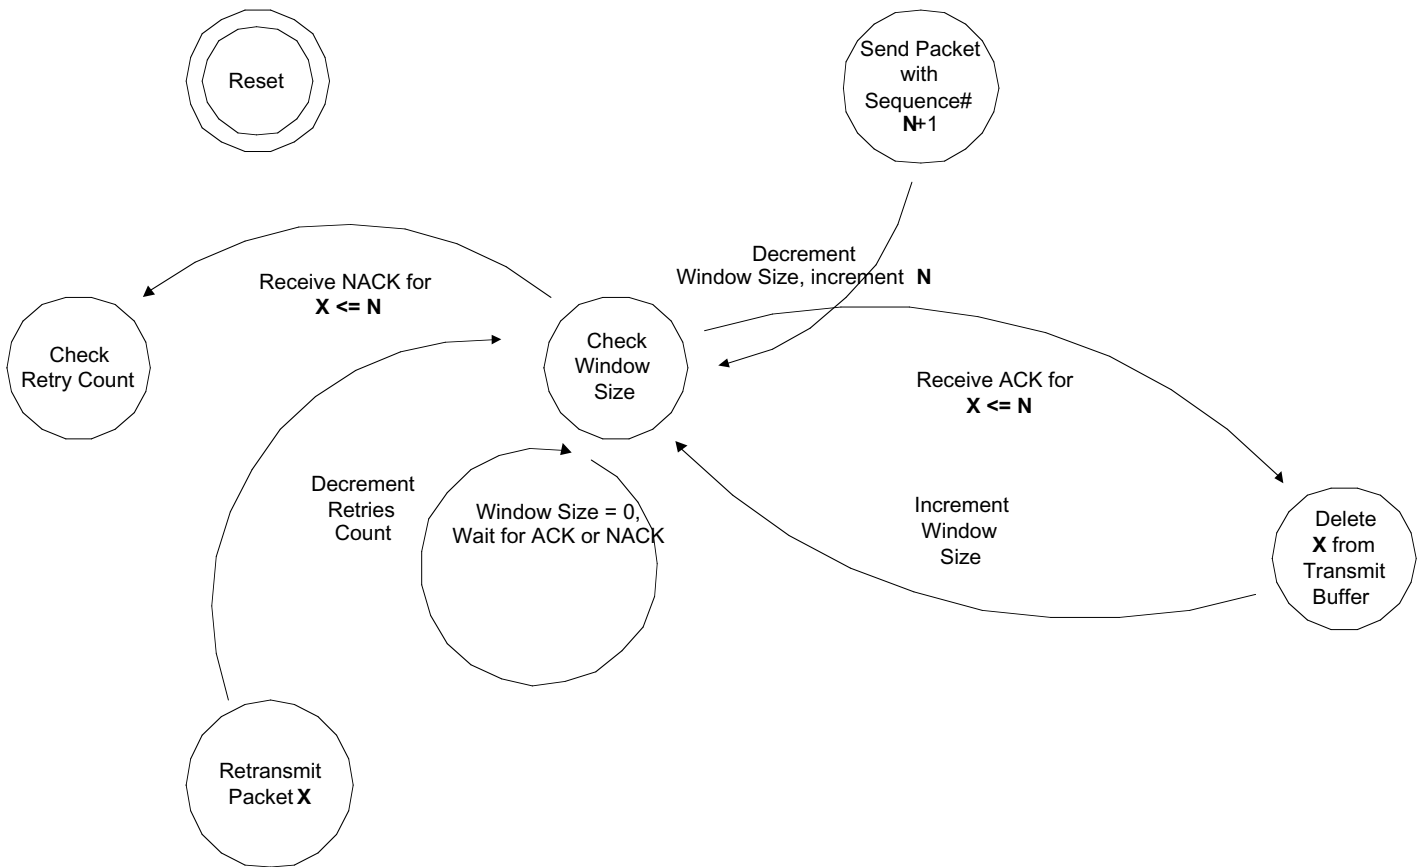 Reset
Send Packet
with
Sequence#
N+1
Decrement
Window Size, increment N
Receive NACK for
X <= N
Check
Retry Count
Check
Window
Size
Receive ACK for
X <= N
Decrement
Retries
Count
Window Size = 0,
Wait for ACK or NACK
Increment
Window
Size
Delete
X from
Transmit
Buffer
Retransmit
Packet X